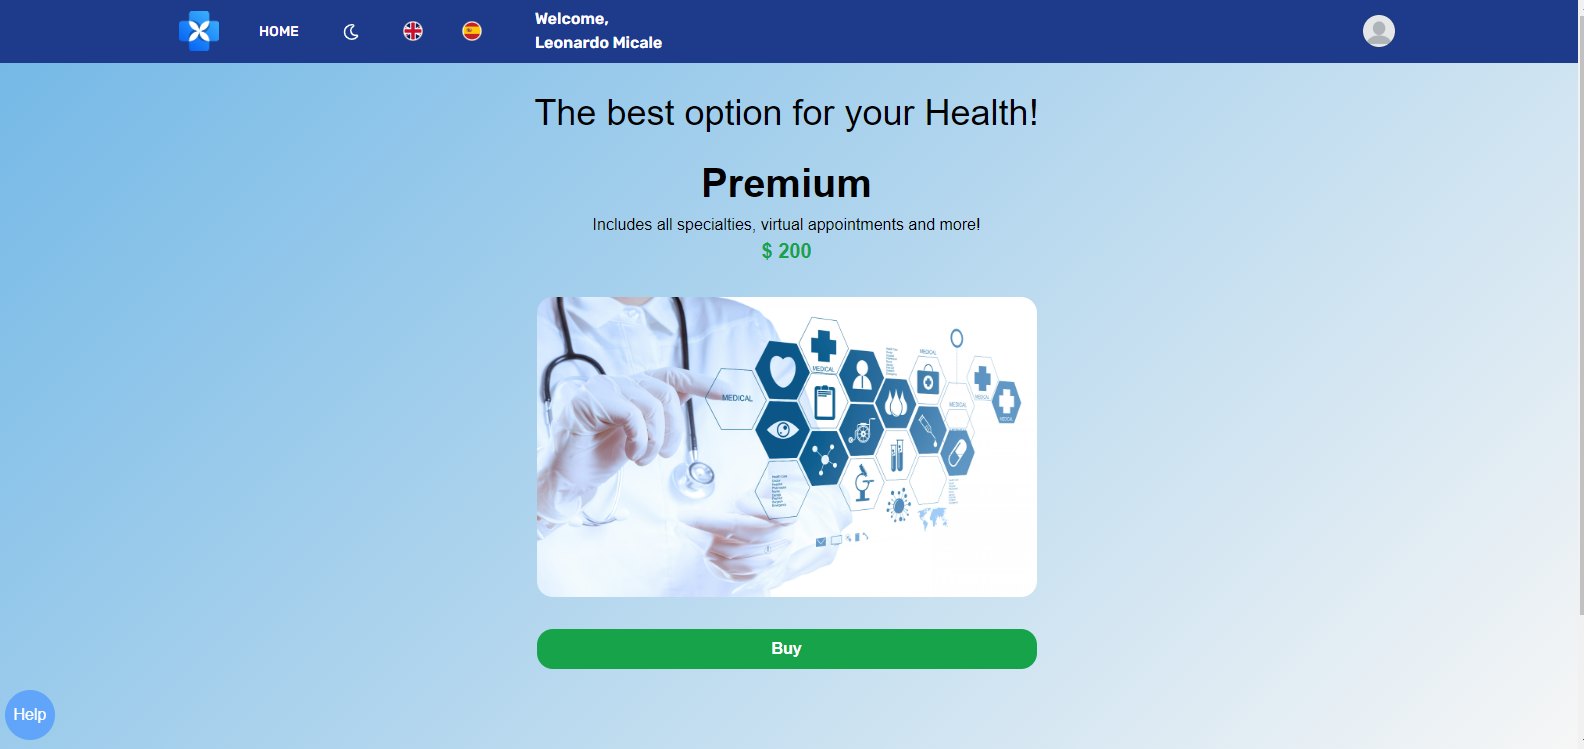 HOME
Welcome,
Leonardo Micale
The best option for your Health!
Premium
Includes all specialties, virtual appointments and more!
$ 200
MEDICAL
MEDICAL
MEDICAL
MEDICAL
MEDICAL
MEDICAL
Buy
Help